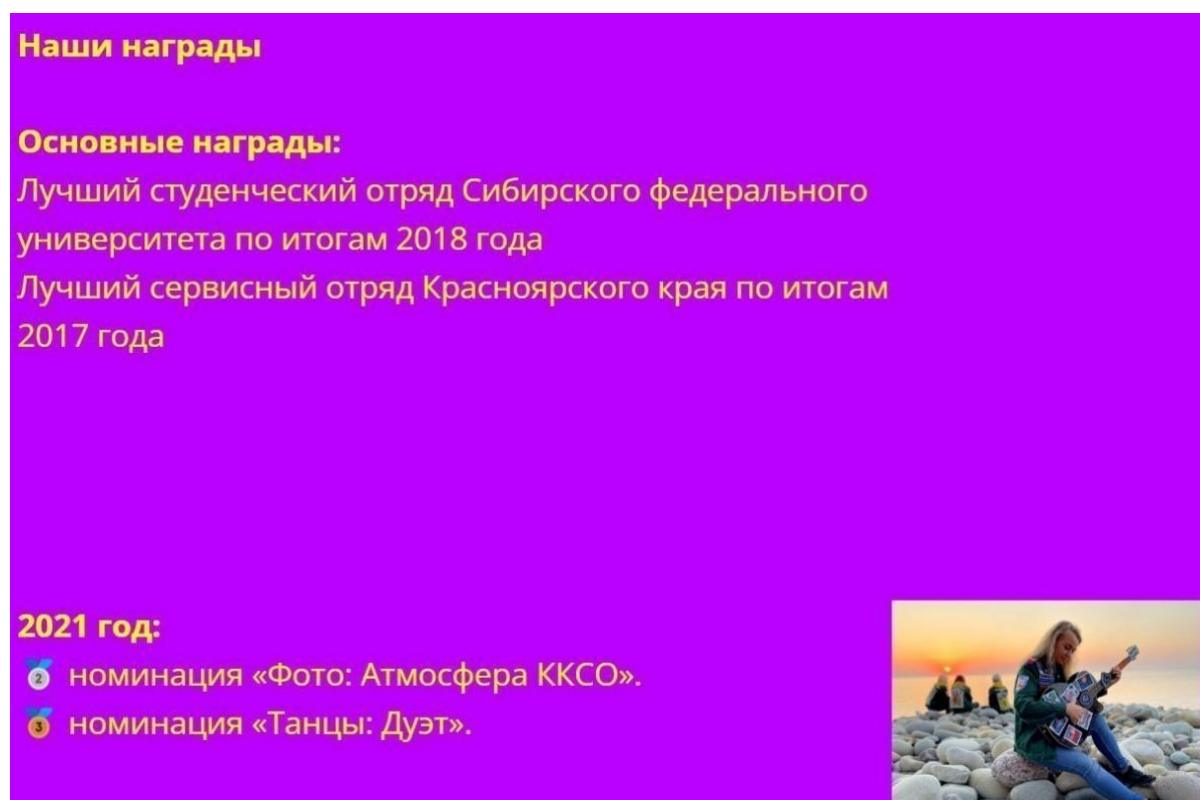 Наши награды
Основные награды:
Лучший студенческий отряд Сибирского федерального
университета по итогам 2018 года
Лучший сервисный отряд Красноярского края по итогам
2017 года
2021 год:
🥈 номинация «Фото: Атмосфера ККСО».
🥉 номинация «Танцы: Дуэт».